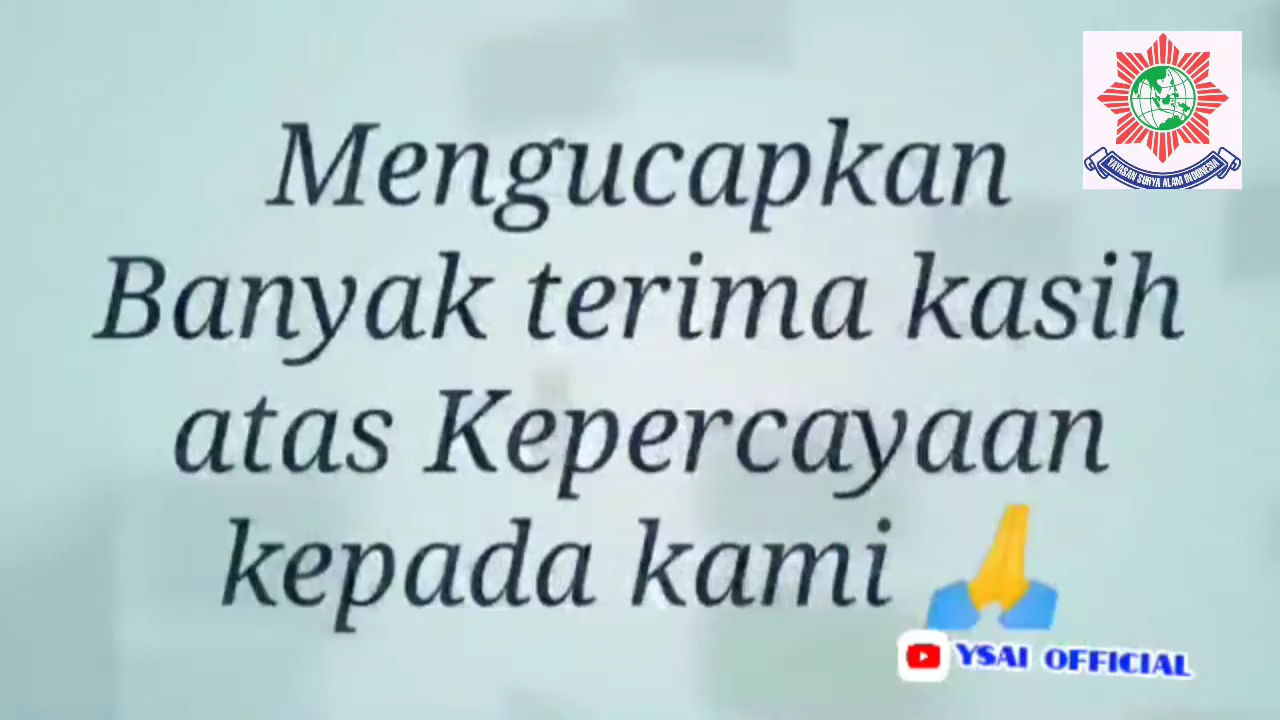 Mengucapkan
Banyak terima kasih
atas Kepercayaan
kepada kami 🙏
YAYASAN SURYA ALAM INDONESIA
YSAI OFFICIAL